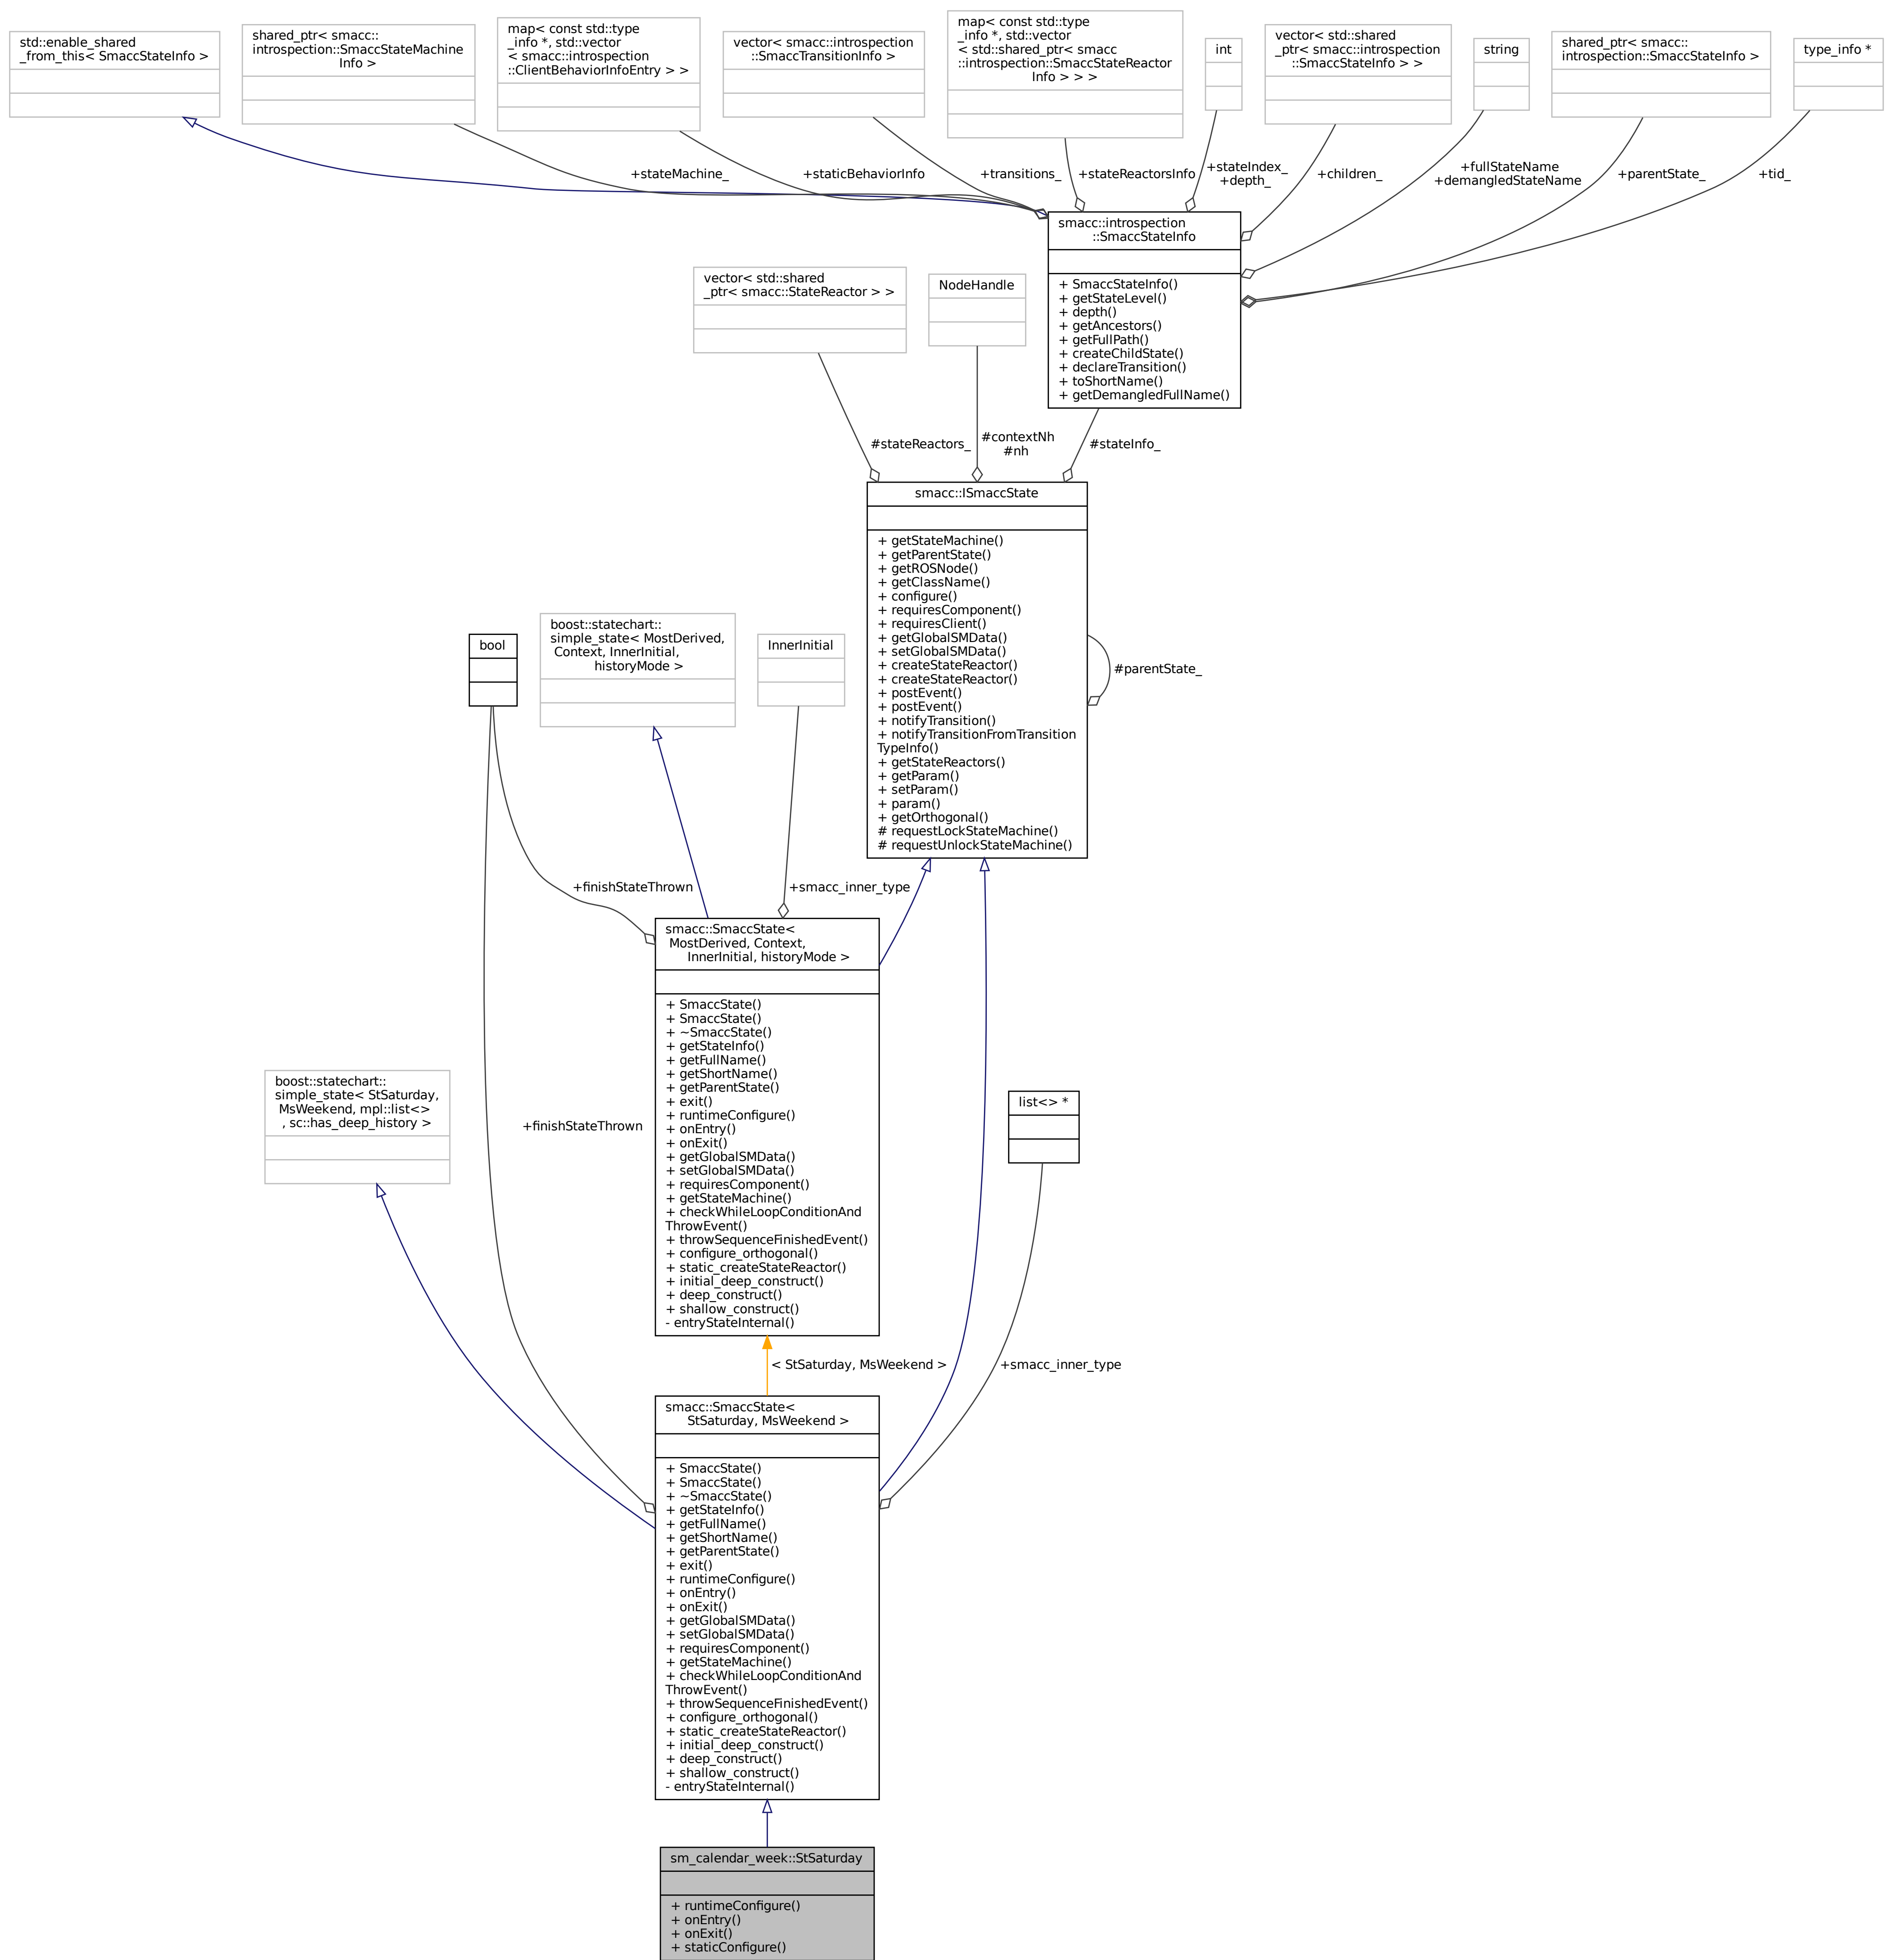 std::enable_shared
_from_this< SmaccStateInfo >
shared_ptr< smacc::
introspection::SmaccStateMachine
Info >
map< const std::type
_info *, std::vector
< smacc::introspection
::ClientBehaviorInfoEntry > >
vector< smacc::introspection
::SmaccTransitionInfo >
map< const std::type
_info *, std::vector
< std::shared_ptr< smacc
::introspection::SmaccStateReactor
Info > > >
int
vector< std::shared
_ptr< smacc::introspection
::SmaccStateInfo > >
string
shared_ptr< smacc::
introspection::SmaccStateInfo >
type_info *
+stateMachine_
+staticBehaviorInfo
+transitions_
+stateReactorsInfo
+stateIndex_
+depth_
+children_
+fullStateName
+demangledStateName
+parentState_
+tid_
smacc::introspection
::SmaccStateInfo
+ SmaccStateInfo()
+ getStateLevel()
+ depth()
+ getAncestors()
+ getFullPath()
+ createChildState()
+ declareTransition()
+ toShortName()
+ getDemangledFullName()
vector< std::shared
_ptr< smacc::StateReactor > >
NodeHandle
#stateReactors_
#contextNh
#nh
#stateInfo_
smacc::ISmaccState
+ getStateMachine()
+ getParentState()
+ getROSNode()
+ getClassName()
+ configure()
+ requiresComponent()
+ requiresClient()
+ getGlobalSMData()
+ setGlobalSMData()
+ createStateReactor()
+ createStateReactor()
+ postEvent()
+ postEvent()
+ notifyTransition()
+ notifyTransitionFromTransition
TypeInfo()
+ getStateReactors()
+ getParam()
+ setParam()
+ param()
+ getOrthogonal()
# requestLockStateMachine()
# requestUnlockStateMachine()
#parentState_
bool
boost::statechart::
simple_state< MostDerived,
Context, InnerInitial,
historyMode >
InnerInitial
+finishStateThrown
+smacc_inner_type
smacc::SmaccState<
MostDerived, Context,
InnerInitial, historyMode >
+ SmaccState()
+ SmaccState()
+ ~SmaccState()
+ getStateInfo()
+ getFullName()
+ getShortName()
+ getParentState()
+ exit()
+ runtimeConfigure()
+ onEntry()
+ onExit()
+ getGlobalSMData()
+ setGlobalSMData()
+ requiresComponent()
+ getStateMachine()
+ checkWhileLoopConditionAnd
ThrowEvent()
+ throwSequenceFinishedEvent()
+ configure_orthogonal()
+ static_createStateReactor()
+ initial_deep_construct()
+ deep_construct()
+ shallow_construct()
- entryStateInternal()
boost::statechart::
simple_state< StSaturday,
MsWeekend, mpl::list<>
, sc::has_deep_history >
+finishStateThrown
list<> *
< StSaturday, MsWeekend >
+smacc_inner_type
smacc::SmaccState<
StSaturday, MsWeekend >
+ SmaccState()
+ SmaccState()
+ ~SmaccState()
+ getStateInfo()
+ getFullName()
+ getShortName()
+ getParentState()
+ exit()
+ runtimeConfigure()
+ onEntry()
+ onExit()
+ getGlobalSMData()
+ setGlobalSMData()
+ requiresComponent()
+ getStateMachine()
+ checkWhileLoopConditionAnd
ThrowEvent()
+ throwSequenceFinishedEvent()
+ configure_orthogonal()
+ static_createStateReactor()
+ initial_deep_construct()
+ deep_construct()
+ shallow_construct()
- entryStateInternal()
sm_calendar_week::StSaturday
+ runtimeConfigure()
+ onEntry()
+ onExit()
+ staticConfigure()